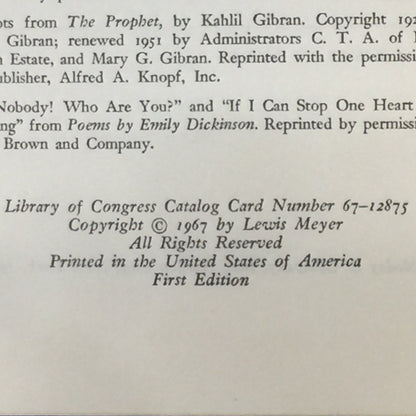 pts from The Prophet, by Kahlil Gibran. Copyright 192
Gibran; renewed 1951 by Administrators C. T. A. of
Estate, and Mary G. Gibran. Reprinted with the permissi
ublisher, Alfred A. Knopf, Inc.
Nobody! Who Are You?" and "If I Can Stop One Heart
ng" from Poems by Emily Dickinson. Reprinted by permissi
Brown and Company.
Library of Congress Catalog Card Number 67-12875
Copyright © 1967 by Lewis Meyer
All Rights Reserved
Printed in the United States of America
First Edition